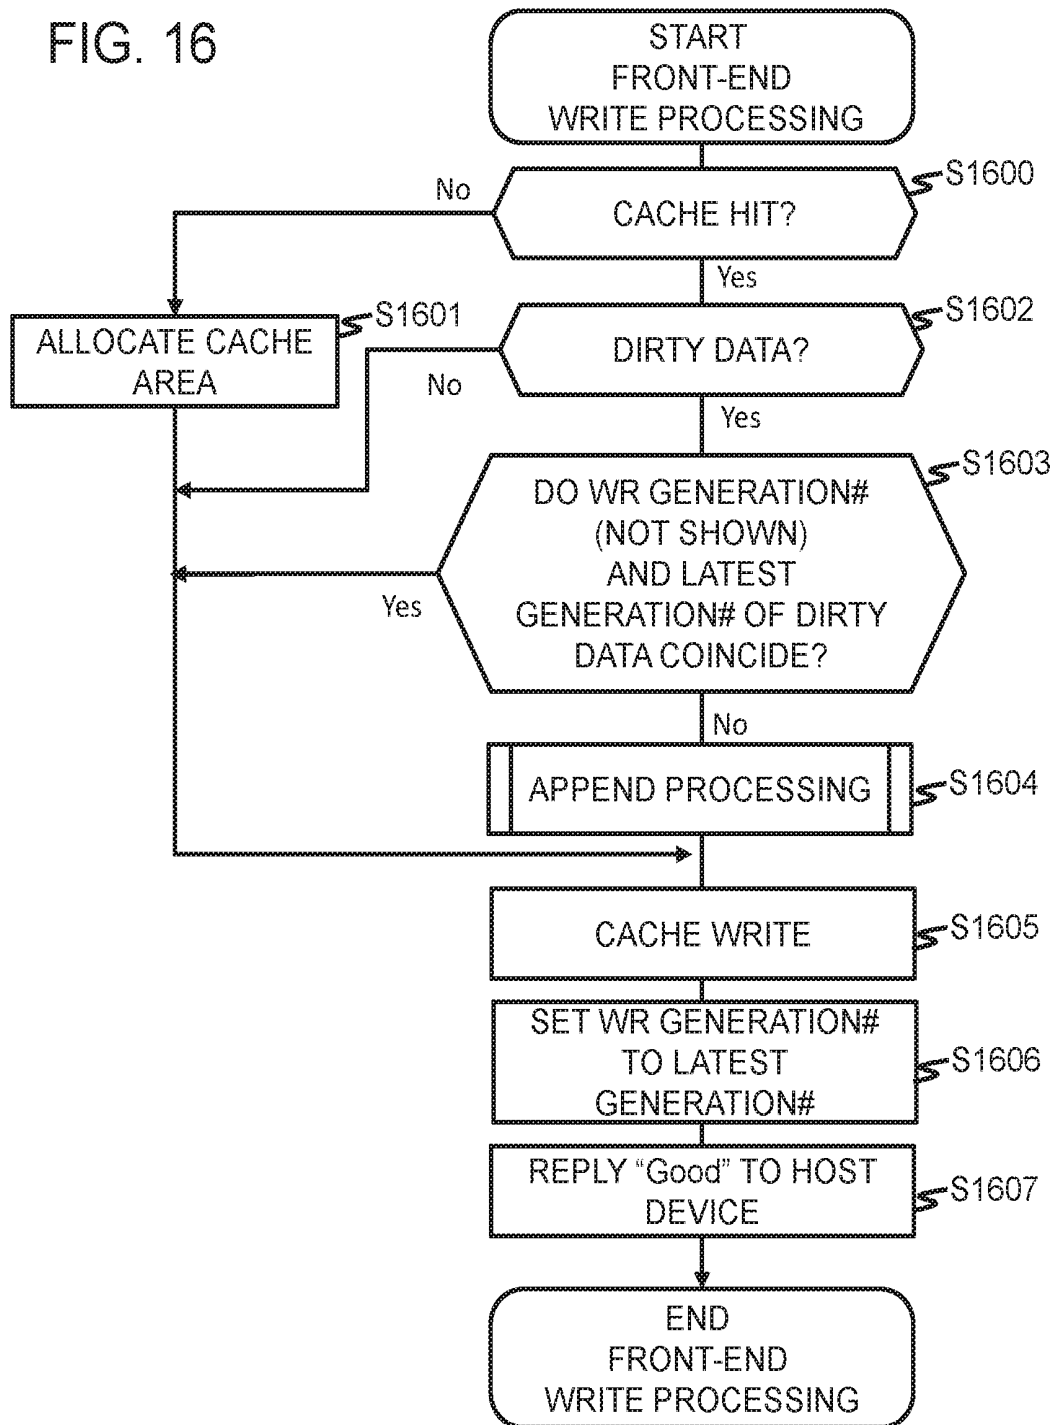 FIG. 16
START
FRONT-END
WRITE PROCESSING
S1600
No
CACHE HIT?
Yes
S1601
ALLOCATE CACHE
AREA
S1602
DIRTY DATA?
No
Yes
S1603
DO WR GENERATION#
(NOT SHOWN)
AND LATEST
GENERATION# OF DIRTY
DATA COINCIDE?
Yes
No
APPEND PROCESSING
S1604
CACHE WRITE
S1605
SET WR GENERATION#
TO LATEST
GENERATION#
S1606
REPLY “Good” TO HOST
DEVICE
S1607
END
FRONT-END
WRITE PROCESSING